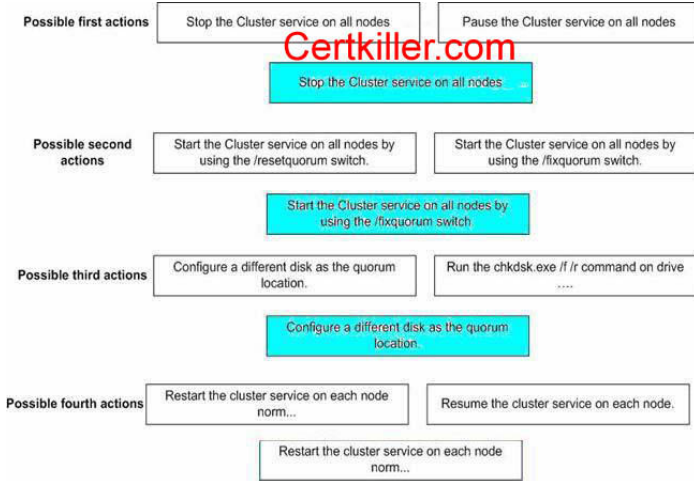 Possible first actions
Stop the Cluster service on all nodes
Pause the Cluster service on all nodes
Certkiller.com
Stop the Cluster service on all nodes
Possible second
actions
Start the Cluster service on all nodes by
using the /resetquorum switch.
Start the Cluster service on all nodes by
using the /fixquorum switch.
Start the Cluster service on all nodes by
using the /fixquorum switch
Possible third actions
Configure a different disk as the quorum
location.
Run the chkdsk.exe /f /r command on drive
....
Configure a different disk as the quorum
location.
Possible fourth actions
Restart the cluster service on each node
norm...
Resume the cluster service on each node.
Restart the cluster service on each node
norm...